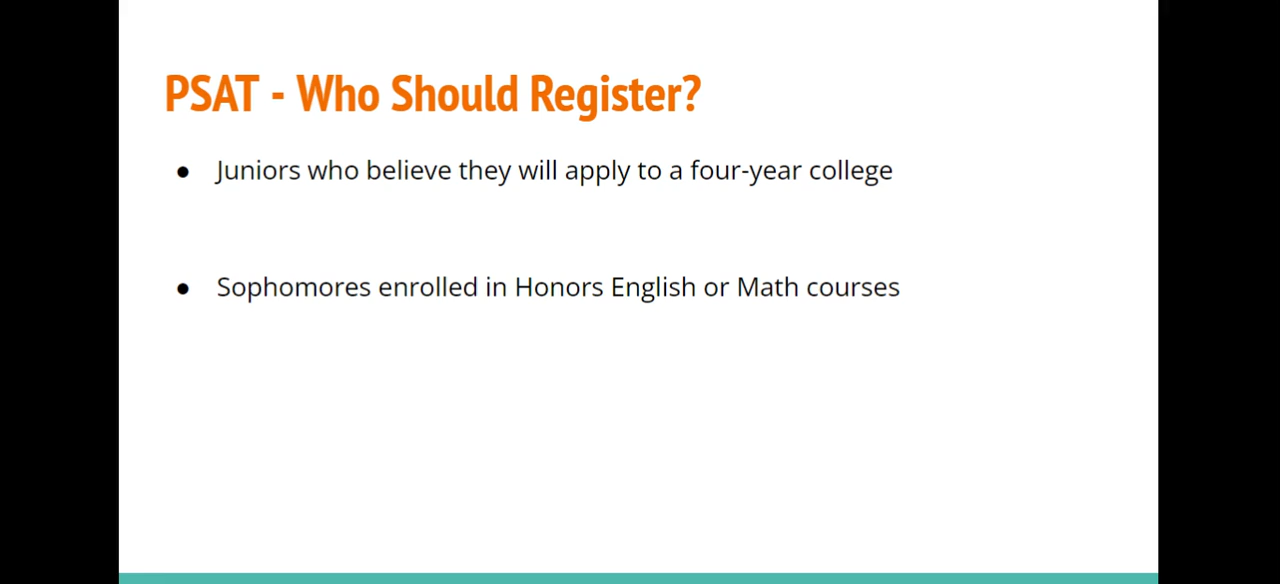 PSAT - Who Should Register?
● Juniors who believe they will apply to a four-year college
● Sophomores enrolled in Honors English or Math courses